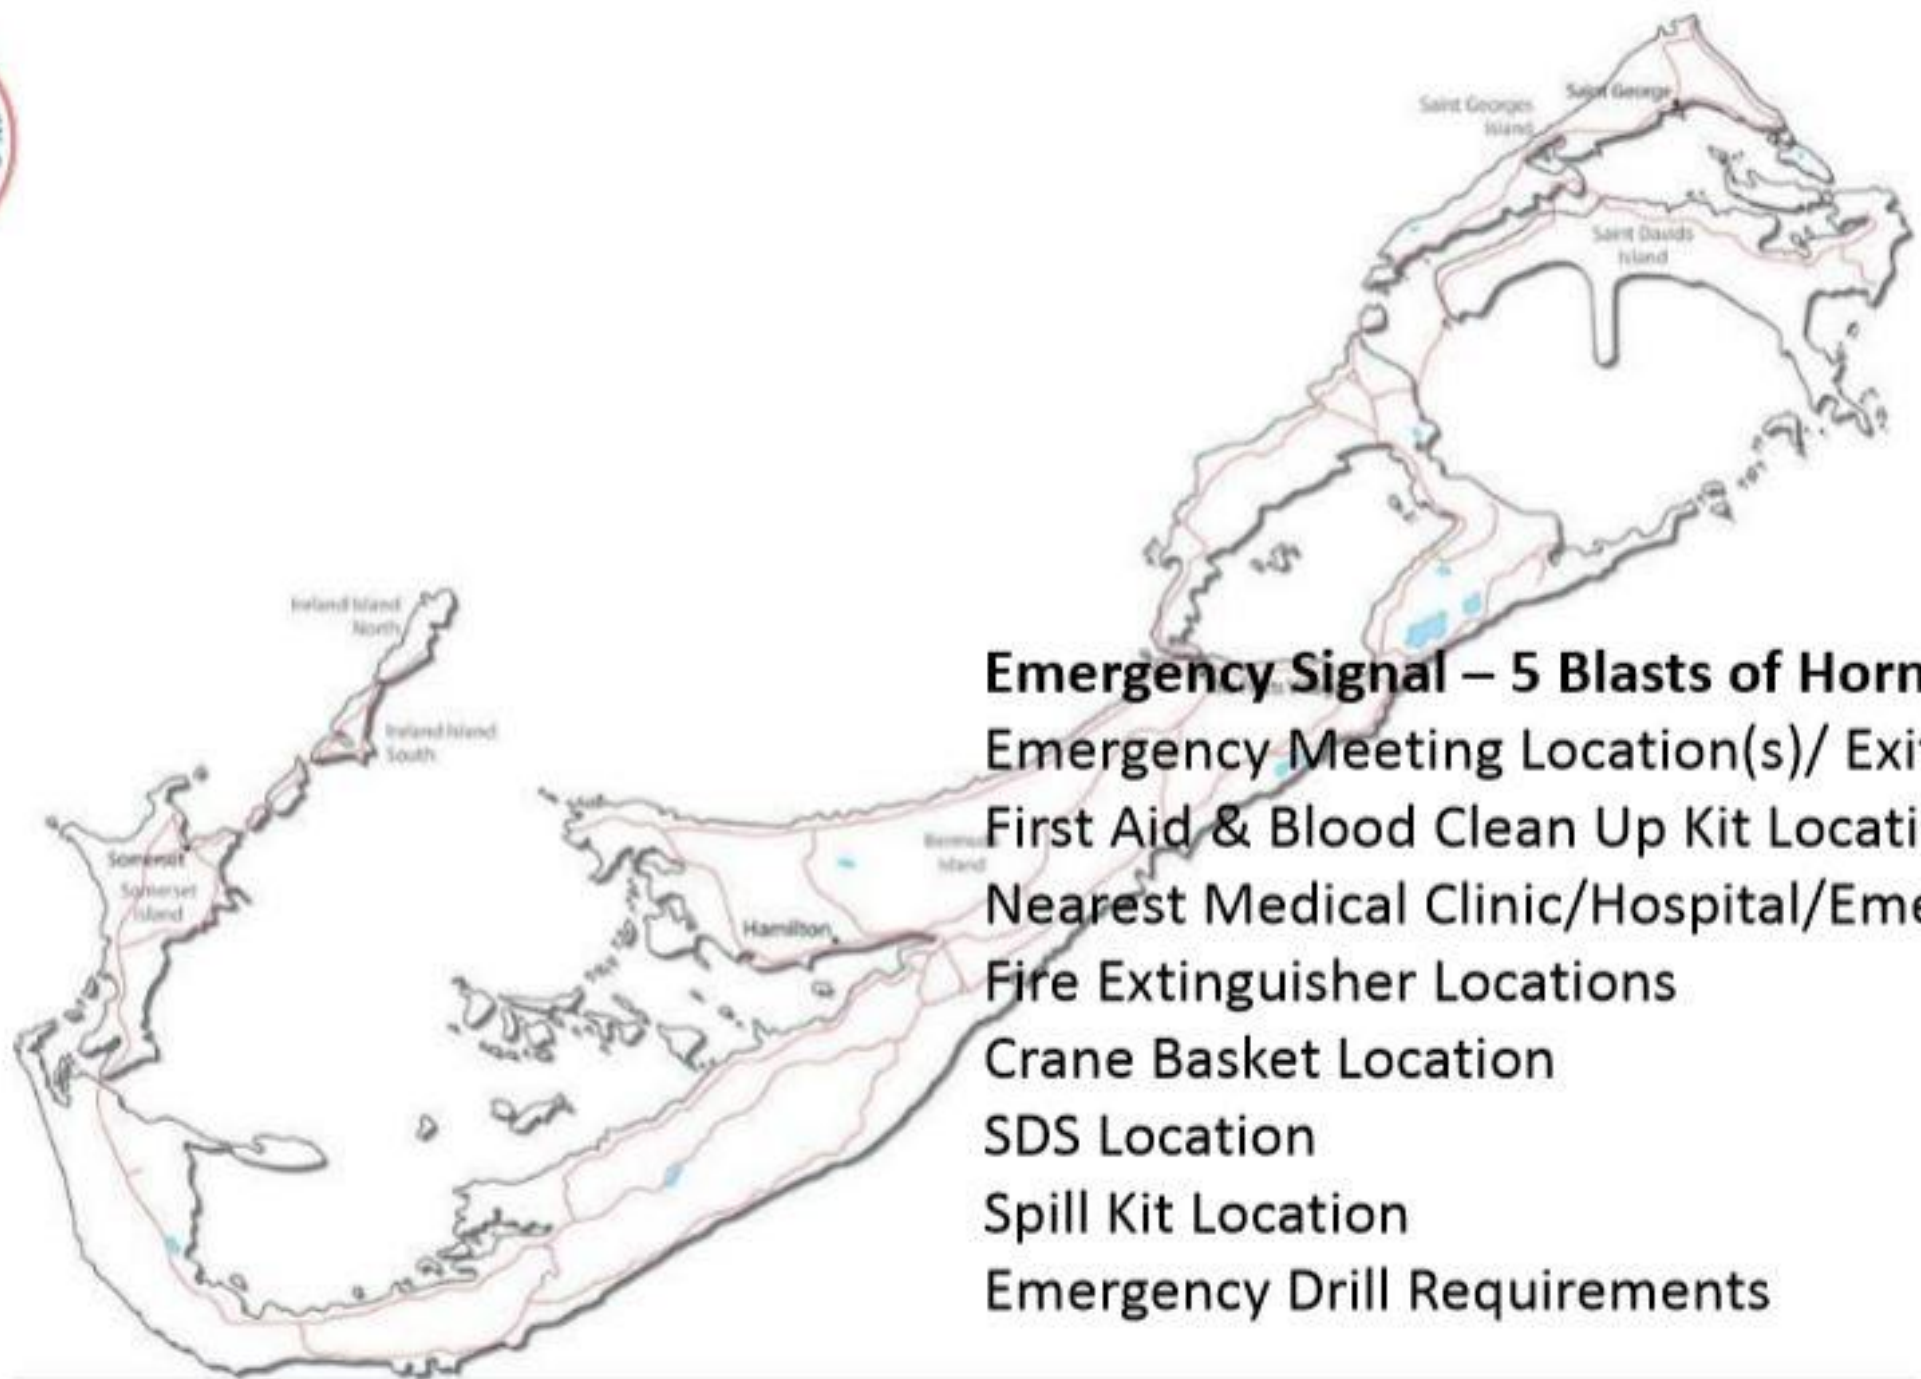 Saint George
Saint Georges
Island
Saint Davids
Island
Ireland Island
North
Ireland Island
South
Somerset
Somerset
Island
Bermuda
Island
Hamilton
Emergency Signal – 5 Blasts of Horn
Emergency Meeting Location(s)/ Exi
First Aid & Blood Clean Up Kit Locati
Nearest Medical Clinic/Hospital/Eme
Fire Extinguisher Locations
Crane Basket Location
SDS Location
Spill Kit Location
Emergency Drill Requirements